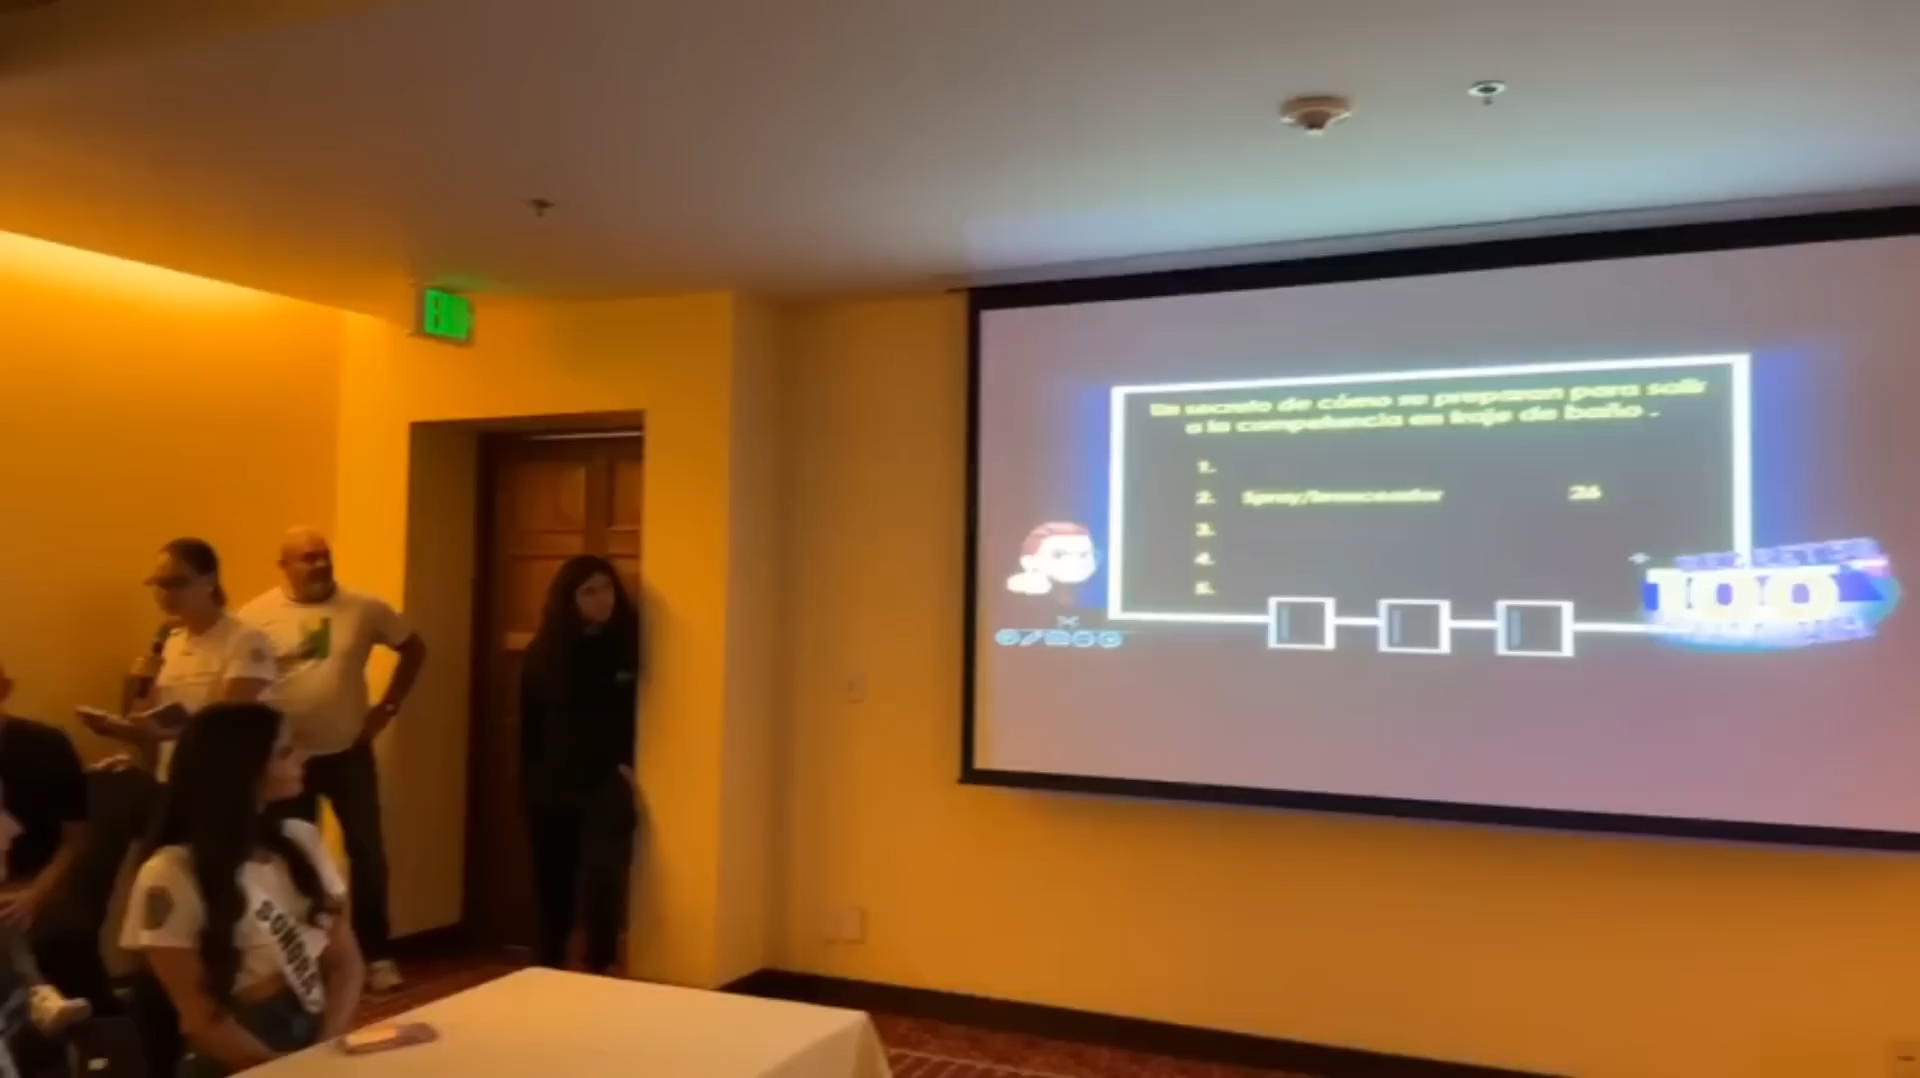 Un secreto de cómo se preparan para salir
a la competencia en traje de baño .
1.
2. Spray/bronceador 26
3.
4.
5.
100
SONORA